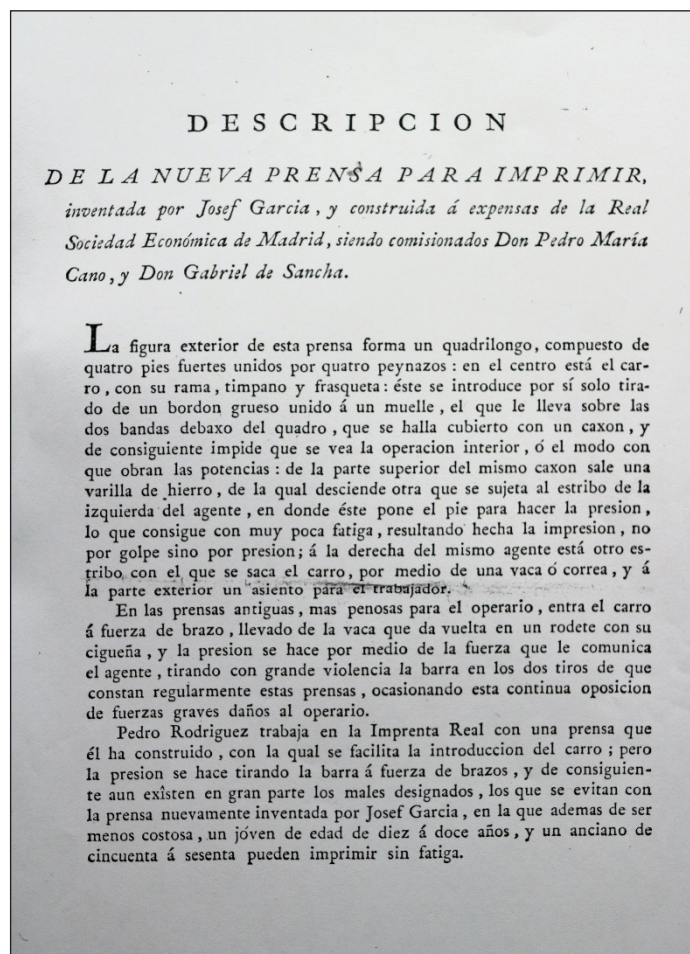 DESCRIPCION
DE LA NUEVA PRENSA PARA IMPRIMIR,
inventada por Josef Garcia, y construida á expensas de la Real
Sociedad Económica de Madrid, siendo comisionados Don Pedro María
Cano, y Don Gabriel de Sancha.
La figura exterior de esta prensa forma un quadrilongo, compuesto de
quatro pies fuertes unidos por quatro peynazos: en el centro está el car-
ro, con su rama, timpano y frasqueta: éste se introduce por sí solo tira-
do de un bordon grueso unido á un muelle, el que le lleva sobre las
dos bandas debaxo del quadro, que se halla cubierto con un caxon, y
de consiguiente impide que se vea la operacion interior, ó el modo con
que obran las potencias: de la parte superior del mismo caxon sale una
varilla de hierro, de la qual desciende otra que se sujeta al estribo de la
izquierda del agente, en donde éste pone el pie para hacer la presion,
lo que consigue con muy poca fatiga, resultando hecha la impresion, no
por golpe sino por presion; á la derecha del mismo agente está otro es-
tribo con el que se saca el carro, por medio de una vaca ó correa, y á
la parte exterior un asiento para el trabajador.
En las prensas antiguas, mas penosas para el operario, entra el carro
á fuerza de brazo, llevado de la vaca que da vuelta en un rodete con su
cigueña, y la presion se hace por medio de la fuerza que le comunica
el agente, tirando con grande violencia la barra en los dos tiros de que
constan regularmente estas prensas, ocasionando esta continua oposicion
de fuerzas graves daños al operario.
Pedro Rodriguez trabaja en la Imprenta Real con una prensa que
él ha construido, con la qual se facilita la introduccion del carro; pero
la presion se hace tirando la barra á fuerza de brazos, y de consiguien-
te aun existen en gran parte los males designados, los que se evitan con
la prensa nuevamente inventada por Josef Garcia, en la que ademas de ser
menos costosa, un jóven de edad de diez á doce años, y un anciano de
cincuenta á sesenta pueden imprimir sin fatiga.